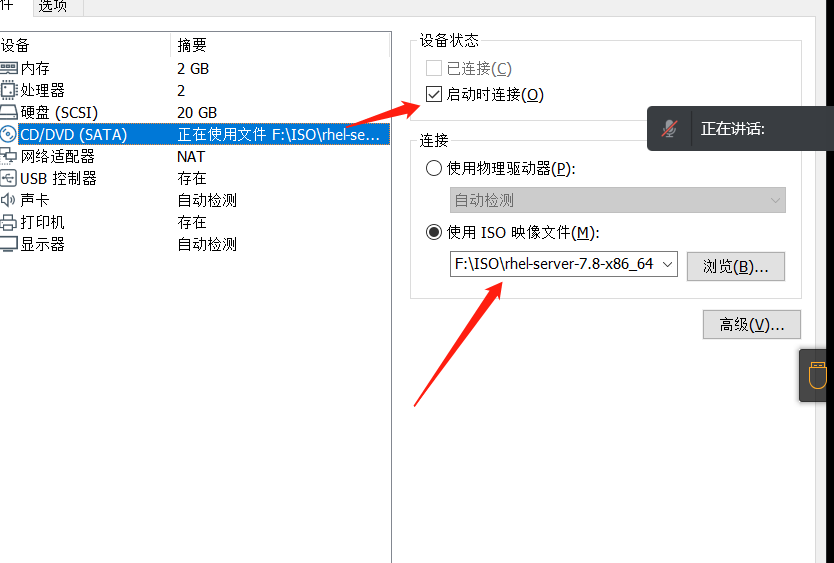 件 选项
设备 摘要
内存 2 GB
处理器 2
硬盘 (SCSI) 20 GB
CD/DVD (SATA) 正在使用文件 F:\ISO\rhel-se...
网络适配器 NAT
USB 控制器 存在
声卡 自动检测
打印机 存在
显示器 自动检测
设备状态
已连接(C)
启动时连接(O)
正在讲话:
连接
使用物理驱动器(P):
自动检测
使用 ISO 映像文件(M):
F:\ISO\rhel-server-7.8-x86_64
浏览(B)...
高级(V)...